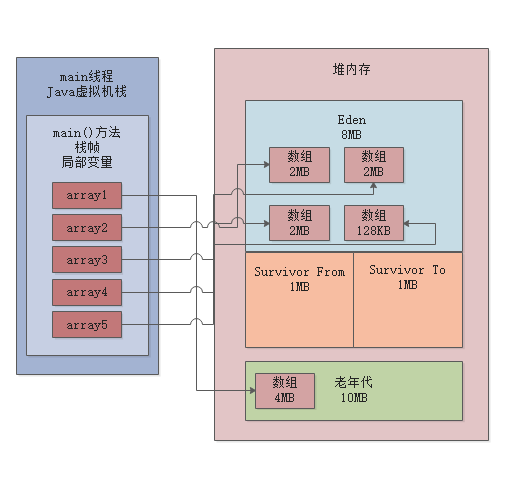 main线程
Java虚拟机栈
main()方法
栈帧
局部变量
array1
array2
array3
array4
array5
堆内存
Eden
8MB
数组
2MB
数组
2MB
数组
2MB
数组
128KB
Survivor From
1MB
Survivor To
1MB
数组
4MB
老年代
10MB